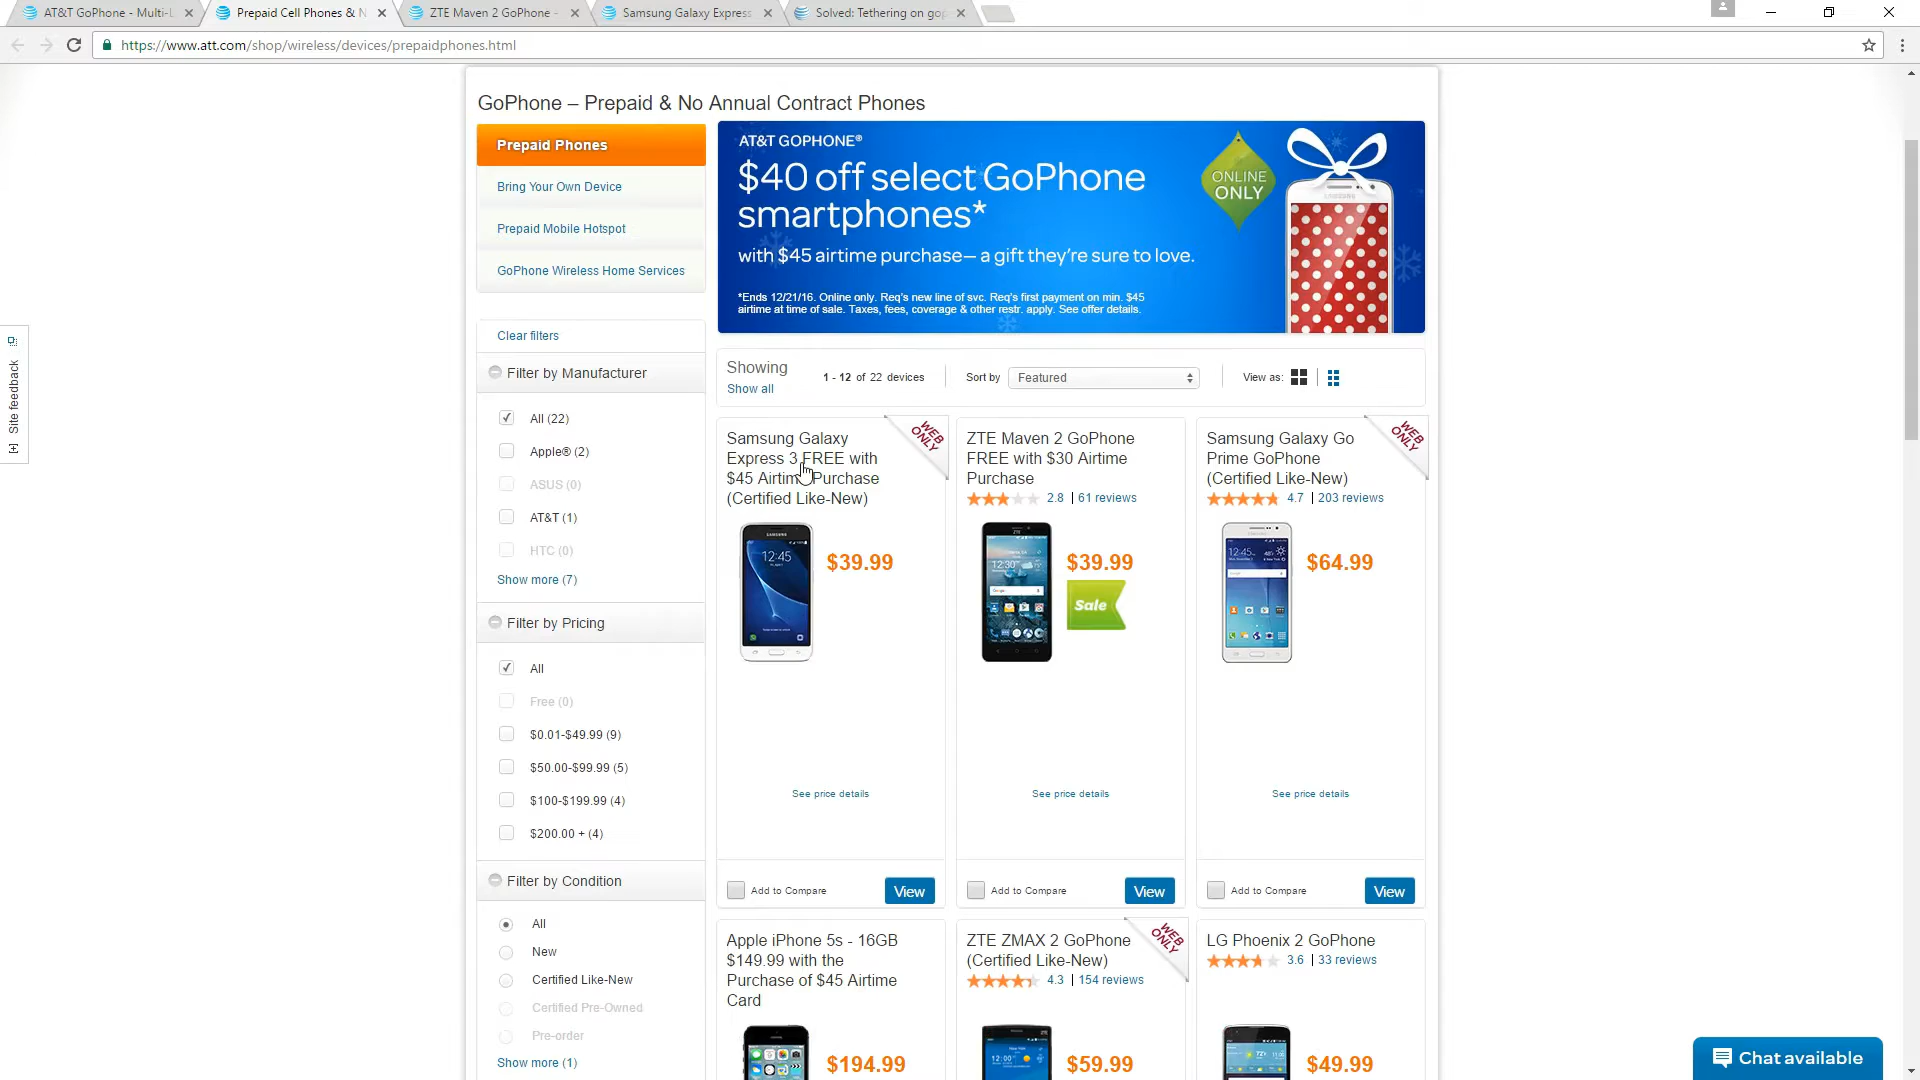 AT&T GoPhone - Multi-L
Prepaid Cell Phones & N
ZTE Maven 2 GoPhone -
Samsung Galaxy Express
Solved: Tethering on gop
https://www.att.com/shop/wireless/devices/prepaidphones.html
GoPhone – Prepaid & No Annual Contract Phones
Prepaid Phones
Bring Your Own Device
Prepaid Mobile Hotspot
GoPhone Wireless Home Services
AT&T GOPHONE®
$40 off select GoPhone
smartphones*
with $45 airtime purchase— a gift they're sure to love.
*Ends 12/21/16. Online only. Req's new line of svc. Req's first payment on min. $45
airtime at time of sale. Taxes, fees, coverage & other restr. apply. See offer details.
ONLINE
ONLY
SAMSUNG
Site feedback
Clear filters
Filter by Manufacturer
All (22)
Apple® (2)
ASUS (0)
AT&T (1)
HTC (0)
Show more (7)
Filter by Pricing
All
Free (0)
$0.01-$49.99 (9)
$50.00-$99.99 (5)
$100-$199.99 (4)
$200.00 + (4)
Filter by Condition
All
New
Certified Like-New
Certified Pre-Owned
Pre-order
Show more (1)
Showing
Show all
1 - 12 of 22 devices
Sort by
Featured
View as:
Samsung Galaxy
Express 3 FREE with
$45 Airtime Purchase
(Certified Like-New)
WEB
ONLY
SAMSUNG
12:45
$39.99
See price details
Add to Compare
View
ZTE Maven 2 GoPhone
FREE with $30 Airtime
Purchase
2.8 | 61 reviews
ZTE
12:30
Google
$39.99
Sale
See price details
Add to Compare
View
Samsung Galaxy Go
Prime GoPhone
(Certified Like-New)
WEB
ONLY
4.7 | 203 reviews
12:45
$64.99
See price details
Add to Compare
View
Apple iPhone 5s - 16GB
$149.99 with the
Purchase of $45 Airtime
Card
$194.99
ZTE ZMAX 2 GoPhone
(Certified Like-New)
WEB
ONLY
4.3 | 154 reviews
12:00
$59.99
LG Phoenix 2 GoPhone
3.6 | 33 reviews
$49.99
Chat available